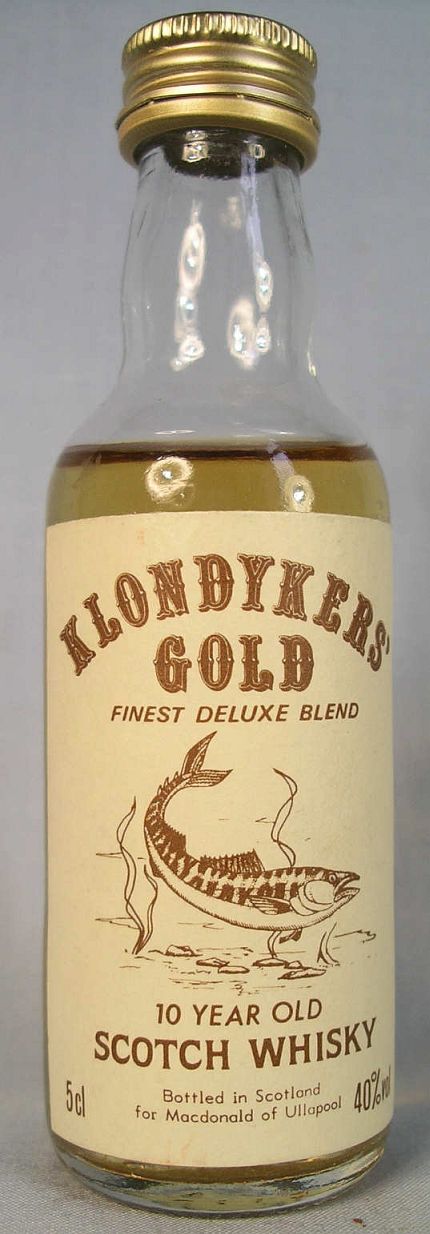 KLONDYKERS'
GOLD
FINEST DELUXE BLEND
10 YEAR OLD
SCOTCH WHISKY
5cl
Bottled in Scotland
for Macdonald of Ullapool
40%vol